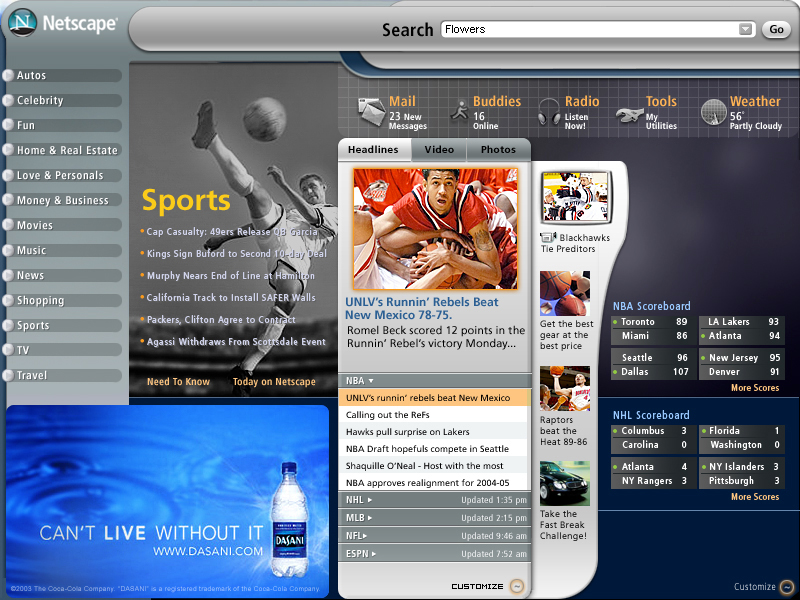 Netscape®
Search
Flowers
Go
Autos
Celebrity
Fun
Home & Real Estate
Love & Personals
Money & Business
Movies
Music
News
Shopping
Sports
TV
Travel
Sports
• Cap Casualty: 49ers Release QB Garcia
• Kings Sign Buford to Second 10-day Deal
• Murphy Nears End of Line at Hamilton
• California Track to Install SAFER Walls
• Packers, Clifton Agree to Contract
• Agassi Withdraws From Scottsdale Event
Need To Know Today on Netscape
Mail
23 New
Messages
Buddies
16
Online
Radio
Listen
Now!
Tools
My
Utilities
Weather
56°
Partly Cloudy
Headlines Video Photos
UNLV's Runnin' Rebels Beat
New Mexico 78-75.
Romel Beck scored 12 points in the
Runnin' Rebel's victory Monday...
NBA
UNLV's runnin' rebels beat New Mexico
Calling out the ReFs
Hawks pull surprise on Lakers
NBA Draft hopefuls compete in Seattle
Shaquille O'Neal - Host with the most
NBA approves realignment for 2004-05
NHL Updated 1:35 pm
MLB Updated 2:15 pm
NFL Updated 9:46 am
ESPN Updated 7:52 am
CUSTOMIZE
Blackhawks
Tie Preditors
Get the best
gear at the
best price
Raptors
beat the
Heat 89-86
Take the
Fast Break
Challenge!
NBA Scoreboard
Toronto 89
Miami 86
LA Lakers 93
Atlanta 94
Seattle 96
Dallas 107
New Jersey 95
Denver 91
More Scores
NHL Scoreboard
Columbus 3
Carolina 0
Florida 1
Washington 0
Atlanta 4
NY Rangers 3
NY Islanders 3
Pittsburgh 3
More Scores
Customize
CAN'T LIVE WITHOUT IT
WWW.DASANI.COM
DASANI
©2003 The Coca-Cola Company. "DASANI" is a registered trademark of the Coca-Cola Company.